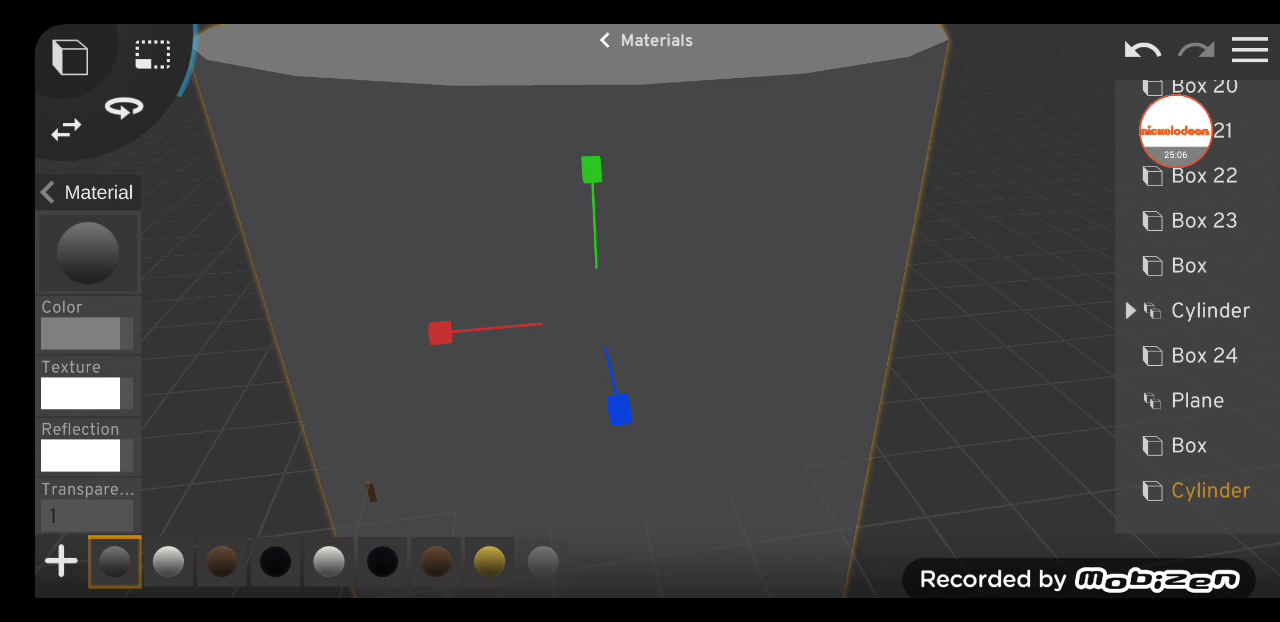 Materials
Box 20
nickelodeon
21
25:06
Box 22
Material
Box 23
Box
Color
Cylinder
Box 24
Texture
Plane
Reflection
Box
Transpare...
Cylinder
1
Recorded by mobizen